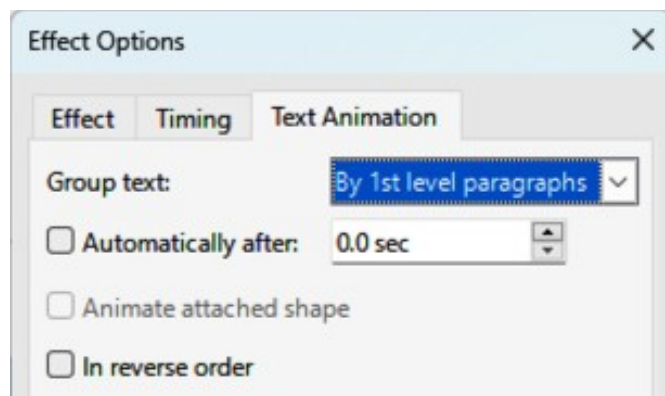 Effect Options
Effect Timing Text Animation
Group text: By 1st level paragraphs
Automatically after: 0.0 sec
Animate attached shape
In reverse order